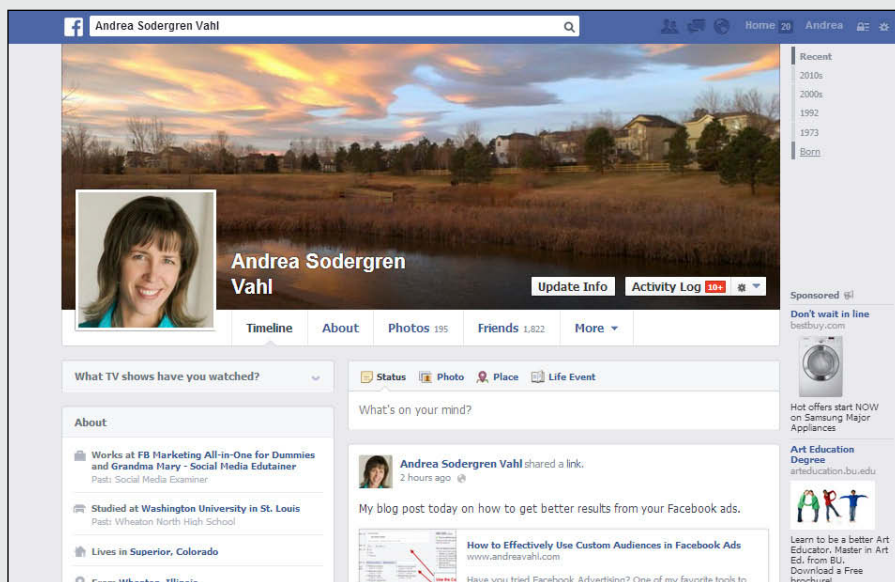 f
Andrea Sodergren Vahl
Home 20
Andrea
Recent
2010s
2000s
1992
1973
Born
Andrea Sodergren
Vahl
Update Info
Activity Log 10+
Timeline
About
Photos 195
Friends 1,822
More
What TV shows have you watched?
About
Works at FB Marketing All-in-One for Dummies
and Grandma Mary - Social Media Edutainer
Past: Social Media Examiner
Studied at Washington University in St. Louis
Past: Wheaton North High School
Lives in Superior, Colorado
From Wheaton, Illinois
Status Photo Place Life Event
What's on your mind?
Andrea Sodergren Vahl shared a link.
2 hours ago
My blog post today on how to get better results from your Facebook ads.
How to Effectively Use Custom Audiences in Facebook Ads
www.andreavahl.com
Have you tried Facebook Advertising? One of my favorite tools to
Sponsored
Don't wait in line
bestbuy.com
Hot offers start NOW
on Samsung Major
Appliances
Art Education
Degree
arteducation.bu.edu
ART
Learn to be a better Art
Educator. Master in Art
Ed. from BU.
Download a Free
brochure!